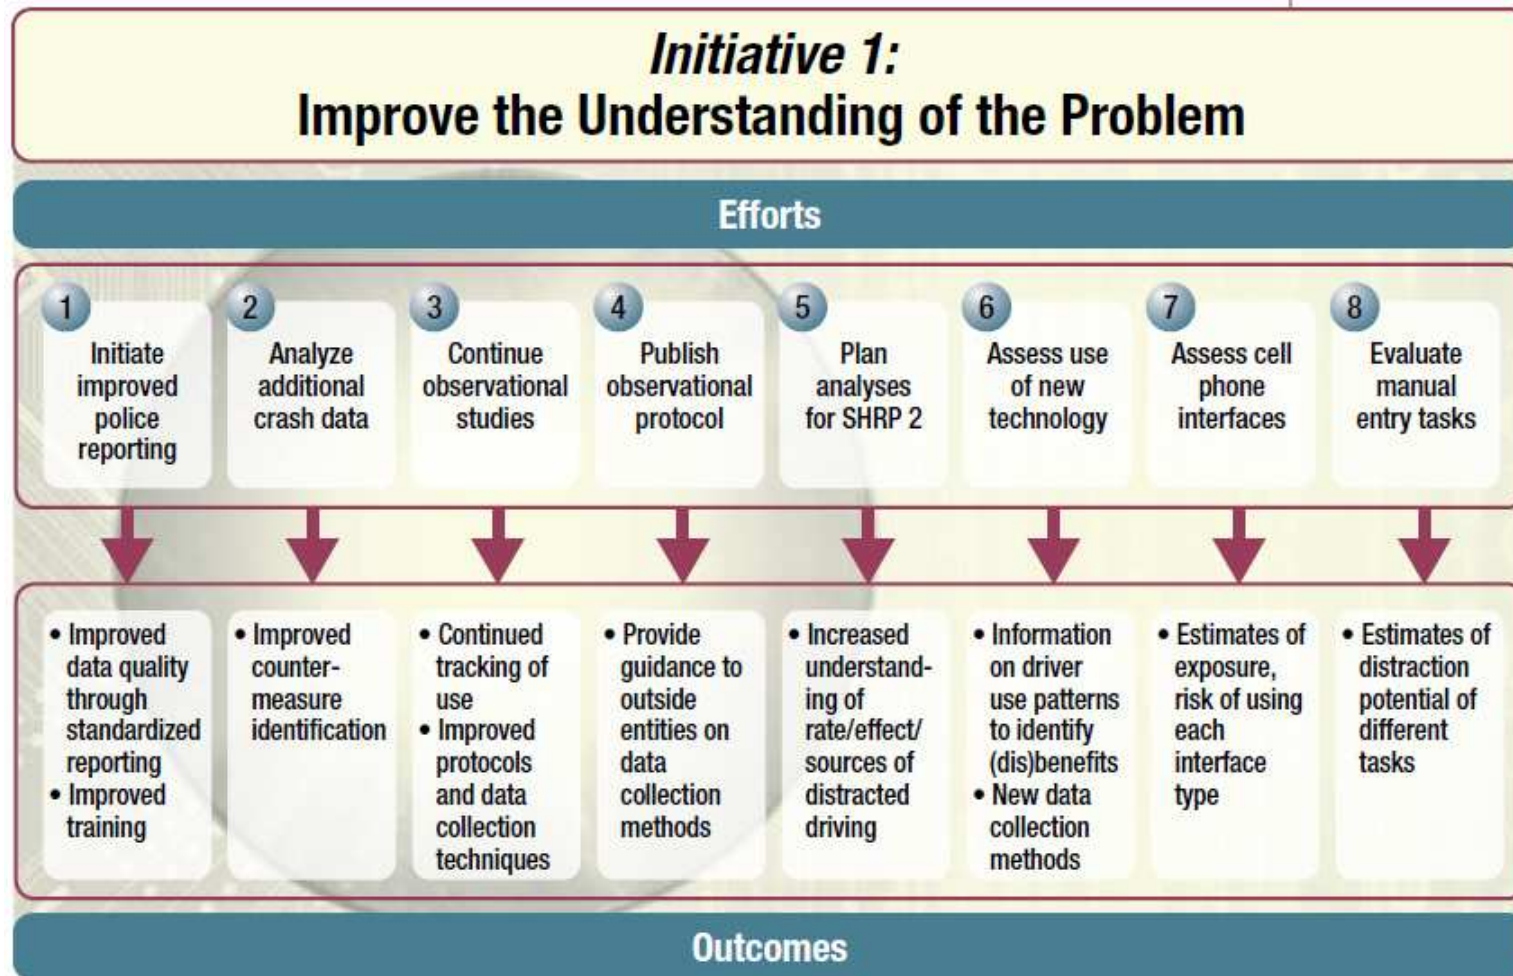 Initiative 1:
Improve the Understanding of the Problem
Efforts
1
Initiate
improved
police
reporting
2
Analyze
additional
crash data
3
Continue
observational
studies
4
Publish
observational
protocol
5
Plan
analyses
for SHRP 2
6
Assess use
of new
technology
7
Assess cell
phone
interfaces
8
Evaluate
manual
entry tasks
• Improved
data quality
through
standardized
reporting
• Improved
training
• Improved
counter-
measure
identification
• Continued
tracking of
use
• Improved
protocols
and data
collection
techniques
• Provide
guidance to
outside
entities on
data
collection
methods
• Increased
understand-
ing of
rate/effect/
sources of
distracted
driving
• Information
on driver
use patterns
to identify
(dis)benefits
• New data
collection
methods
• Estimates of
exposure,
risk of using
each
interface
type
• Estimates of
distraction
potential of
different
tasks
Outcomes